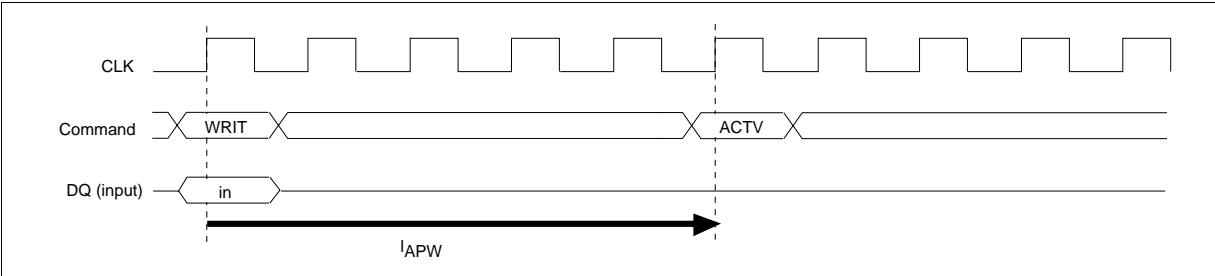 CLK
Command WRIT ACTV
DQ (input) in
lAPW